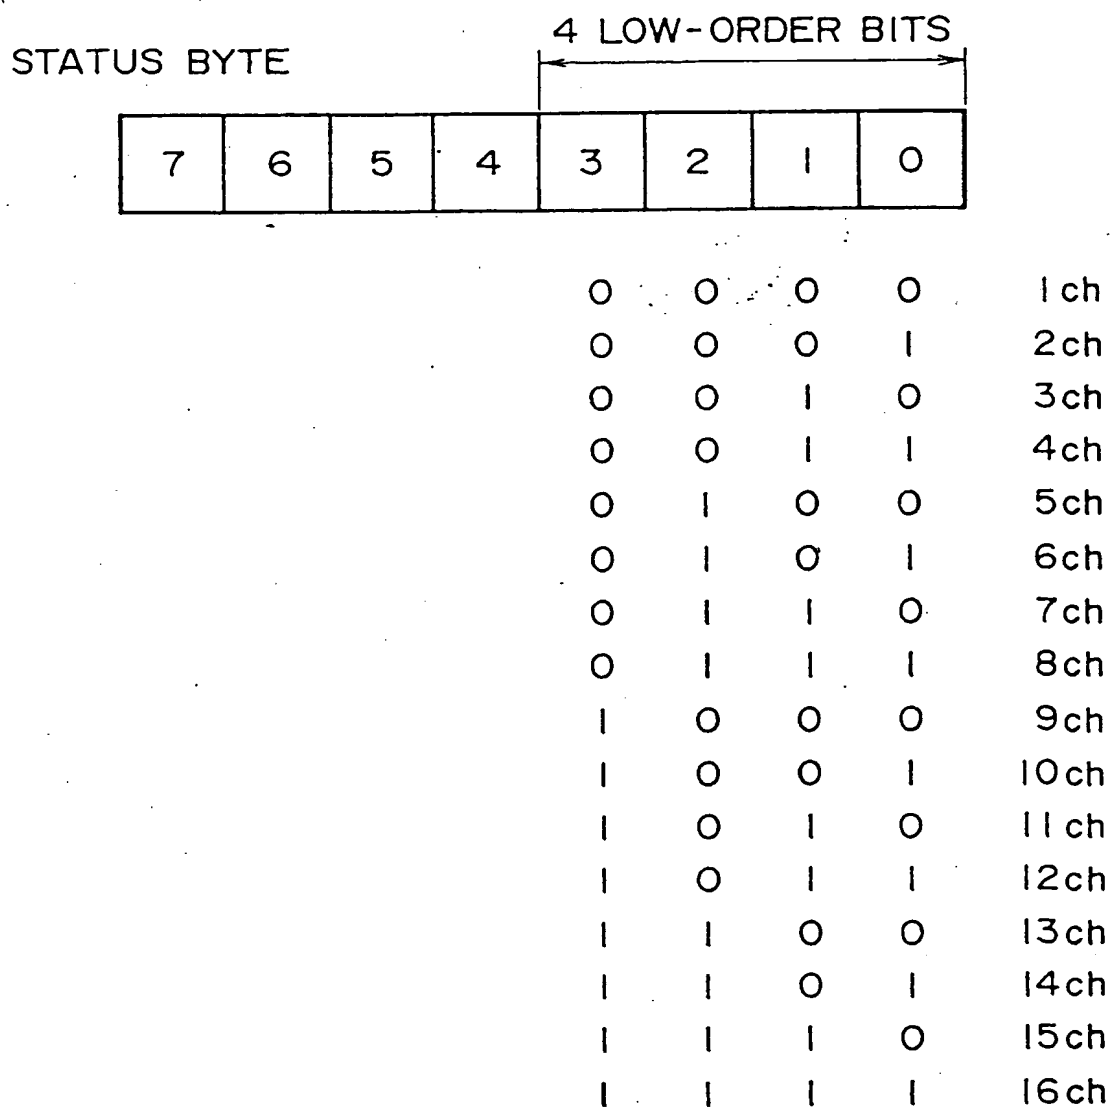 4 LOW-ORDER BITS
STATUS BYTE
7 6 5 4 3 2 1 0
0 0 0 0 1ch
0 0 0 1 2ch
0 0 1 0 3ch
0 0 1 1 4ch
0 1 0 0 5ch
0 1 0 1 6ch
0 1 1 0 7ch
0 1 1 1 8ch
1 0 0 0 9ch
1 0 0 1 10ch
1 0 1 0 11ch
1 0 1 1 12ch
1 1 0 0 13ch
1 1 0 1 14ch
1 1 1 0 15ch
1 1 1 1 16ch